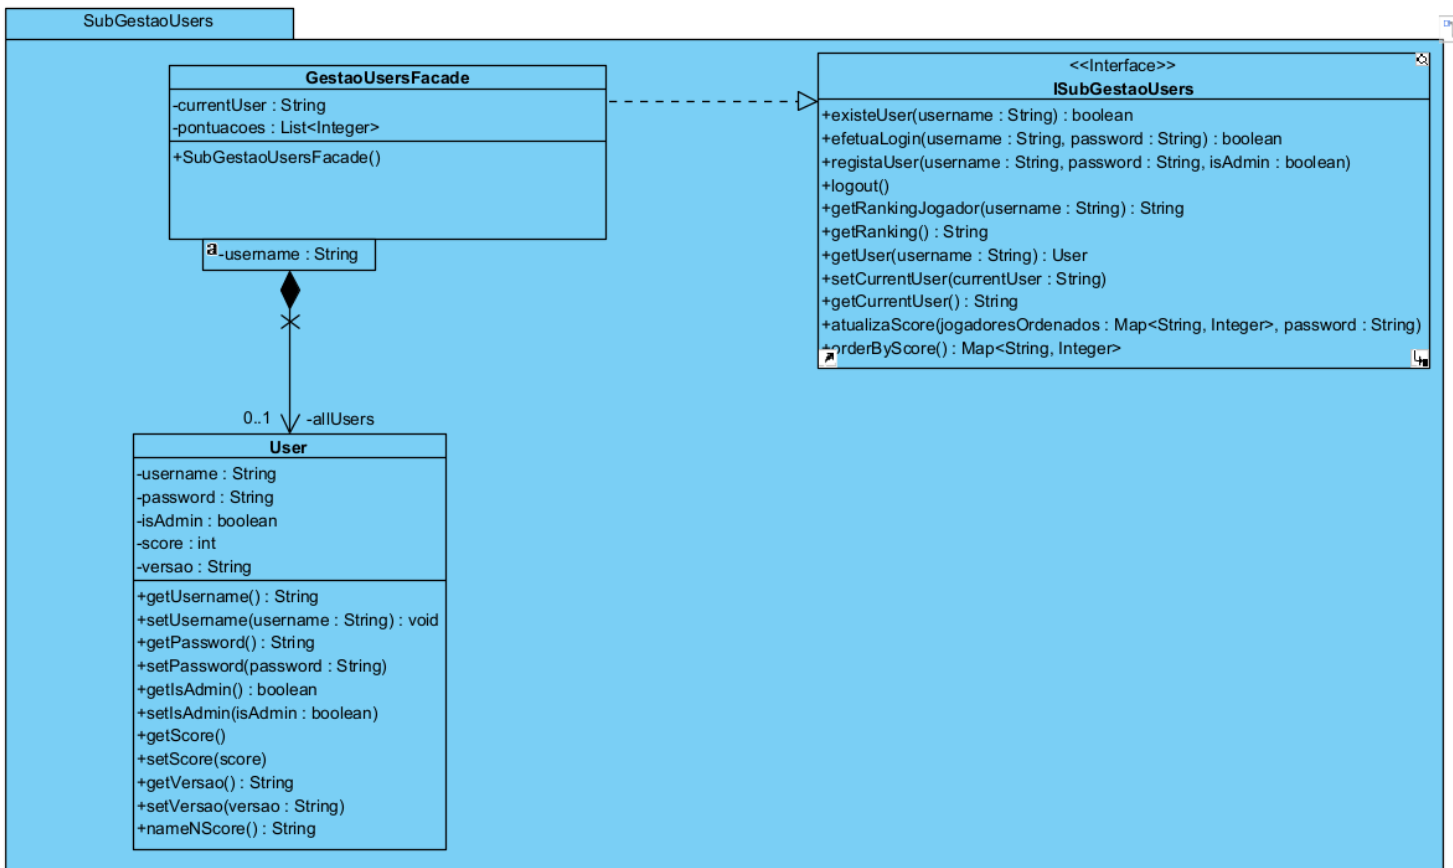 SubGestaoUsers
GestaoUsersFacade
-currentUser : String
-pontuacoes : List<Integer>
+SubGestaoUsersFacade()
a
-username : String
<<Interface>>
ISubGestaoUsers
+existeUser(username : String) : boolean
+efetuaLogin(username : String, password : String) : boolean
+registaUser(username : String, password : String, isAdmin : boolean)
+logout()
+getRankingJogador(username : String) : String
+getRanking() : String
+getUser(username : String) : User
+setCurrentUser(currentUser : String)
+getCurrentUser() : String
+atualizaScore(jogadoresOrdenados : Map<String, Integer>, password : String)
+orderByScore() : Map<String, Integer>
0..1
-allUsers
User
-username : String
-password : String
-isAdmin : boolean
-score : int
-versao : String
+getUsername() : String
+setUsername(username : String) : void
+getPassword() : String
+setPassword(password : String)
+getIsAdmin() : boolean
+setIsAdmin(isAdmin : boolean)
+getScore()
+setScore(score)
+getVersao() : String
+setVersao(versao : String)
+nameNScore() : String